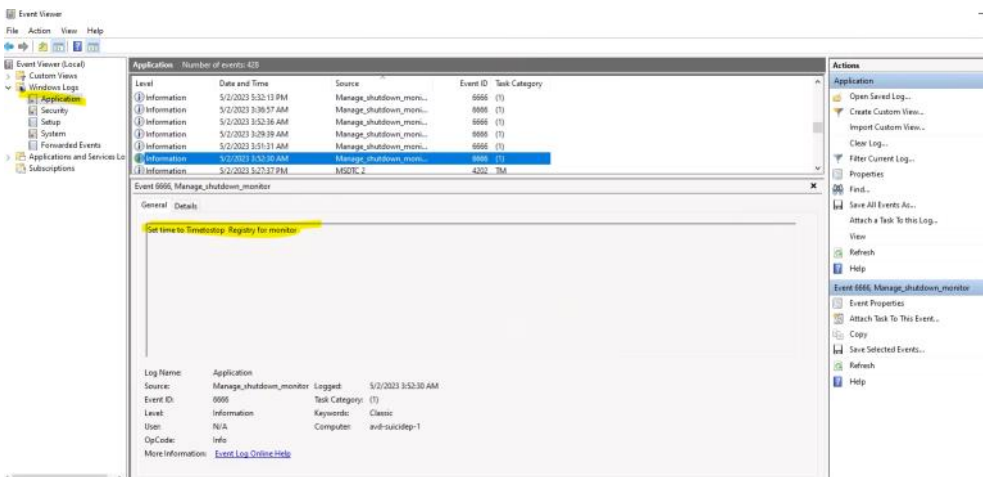 Event Viewer
File Action View Help
Event Viewer (Local)
Custom Views
Windows Logs
Application
Security
Setup
System
Forwarded Events
Applications and Services Lo
Subscriptions
Application Number of events: 428
Level Date and Time Source Event ID Task Category
Information 5/2/2023 5:32:13 PM Manage_shutdown_moni... 6666 (1)
Information 5/2/2023 3:36:57 AM Manage_shutdown_moni... 6666 (1)
Information 5/2/2023 3:52:36 AM Manage_shutdown_moni... 6666 (1)
Information 5/2/2023 3:29:39 AM Manage_shutdown_moni... 6666 (1)
Information 5/2/2023 3:51:31 AM Manage_shutdown_moni... 6666 (1)
Information 5/2/2023 3:52:30 AM Manage_shutdown_moni... 6666 (1)
Information 5/2/2023 5:27:37 PM MSDTC 2 4202 TM
Event 6666, Manage_shutdown_monitor
General Details
Set time to Timetostop Registry for monitor
Log Name: Application
Source: Manage_shutdown_monitor Logged: 5/2/2023 3:52:30 AM
Event ID: 6666 Task Category: (1)
Level: Information Keywords: Classic
User: N/A Computer: avd-suicidep-1
OpCode: Info
More Information: Event Log Online Help
Actions
Application
Open Saved Log...
Create Custom View...
Import Custom View...
Clear Log...
Filter Current Log...
Properties
Find...
Save All Events As...
Attach a Task To this Log...
View
Refresh
Help
Event 6666, Manage_shutdown_monitor
Event Properties
Attach Task To This Event...
Copy
Save Selected Events...
Refresh
Help